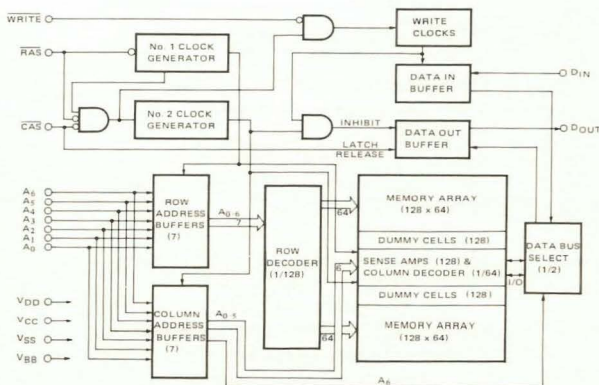 WRITE
RAS
CAS
No. 1 CLOCK
GENERATOR
No. 2 CLOCK
GENERATOR
WRITE
CLOCKS
DATA IN
BUFFER
DIN
INHIBIT
DATA OUT
BUFFER
DOUT
LATCH
RELEASE
A6
A5
A4
A3
A2
A1
A0
ROW
ADDRESS
BUFFERS
(7)
A0-6
7
ROW
DECODER
(1/128)
64
MEMORY ARRAY
(128 x 64)
DUMMY CELLS (128)
SENSE AMPS (128) &
COLUMN DECODER (1/64)
DUMMY CELLS (128)
MEMORY ARRAY
(128 x 64)
64
6
I/O
DATA BUS
SELECT
(1/2)
VDD
VCC
VSS
VBB
COLUMN
ADDRESS
BUFFERS
(7)
A0-5
A6